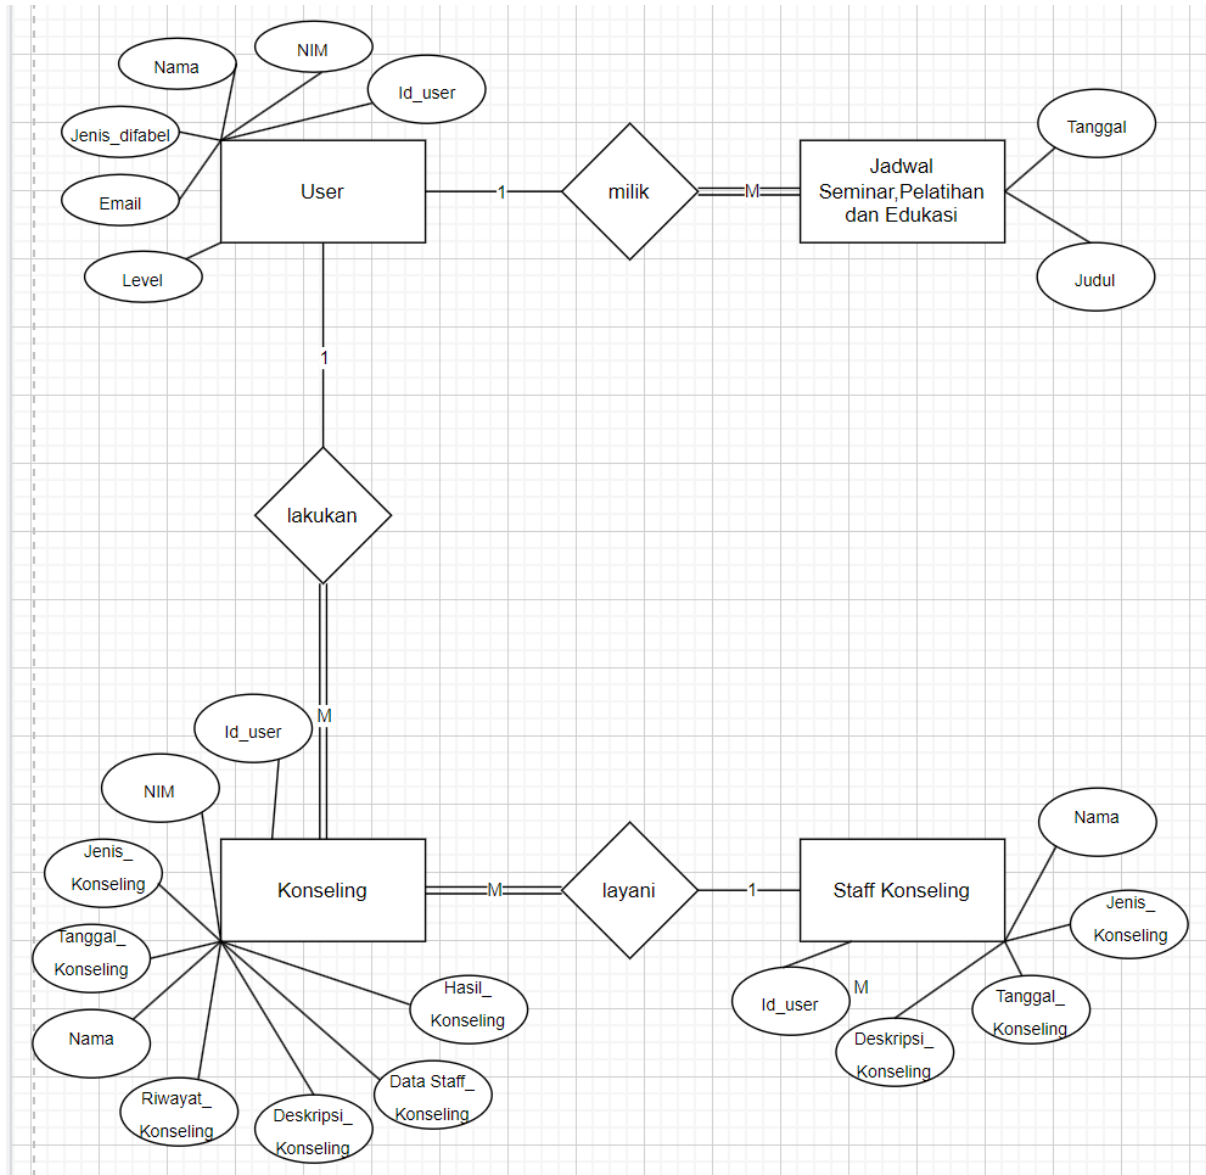 NIM
Nama
Id_user
Jenis_difabel
Email
Level
User
1
milik
M
Jadwal
Seminar,Pelatihan
dan Edukasi
Tanggal
Judul
1
lakukan
M
Id_user
NIM
Jenis_
Konseling
Tanggal_
Konseling
Nama
Riwayat_
Konseling
Deskripsi_
Konseling
Data Staff_
Konseling
Hasil_
Konseling
Konseling
M
layani
1
Staff Konseling
Nama
Jenis_
Konseling
Tanggal_
Konseling
Deskripsi_
Konseling
Id_user
M